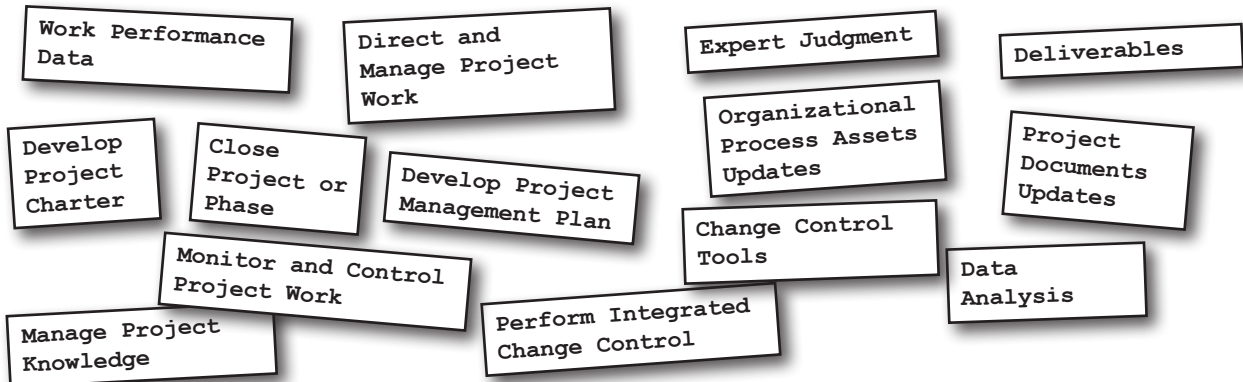 Work Performance
Data
Direct and
Manage Project
Work
Expert Judgment
Deliverables
Organizational
Process Assets
Updates
Project
Documents
Updates
Develop
Project
Charter
Close
Project or
Phase
Develop Project
Management Plan
Change Control
Tools
Monitor and Control
Project Work
Data
Analysis
Manage Project
Knowledge
Perform Integrated
Change Control